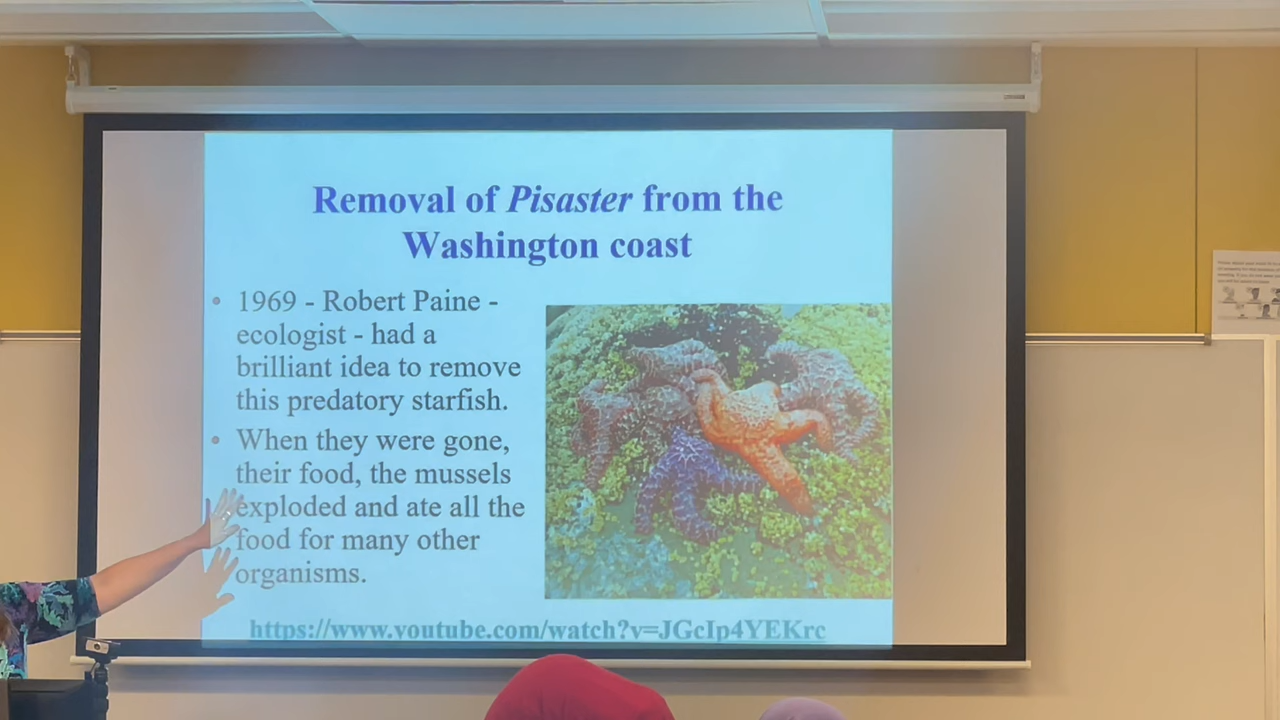 Removal of Pisaster from the
Washington coast
• 1969 - Robert Paine -
ecologist - had a
brilliant idea to remove
this predatory starfish.
• When they were gone,
their food, the mussels
exploded and ate all the
food for many other
organisms.
https://www.youtube.com/watch?v=JGcIp4YEKrc